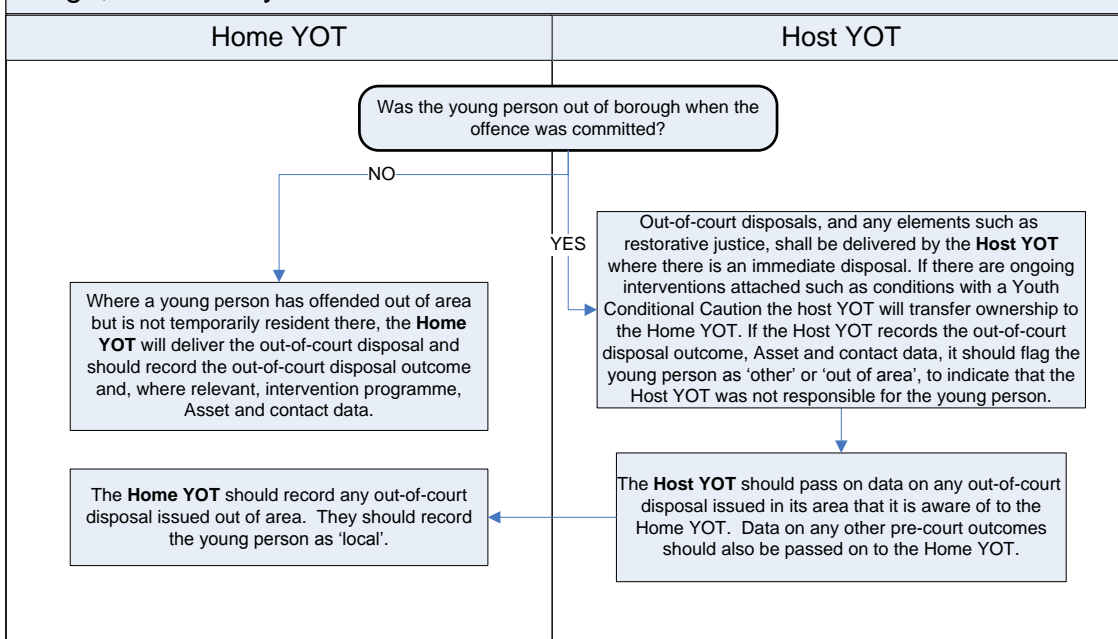 Home YOT
Host YOT
Was the young person out of borough when the
offence was committed?
NO
YES
Out-of-court disposals, and any elements such as
restorative justice, shall be delivered by the Host YOT
where there is an immediate disposal. If there are ongoing
interventions attached such as conditions with a Youth
Conditional Caution the host YOT will transfer ownership to
the Home YOT. If the Host YOT records the out-of-court
disposal outcome, Asset and contact data, it should flag the
young person as ‘other’ or ‘out of area’, to indicate that the
Host YOT was not responsible for the young person.
Where a young person has offended out of area
but is not temporarily resident there, the Home
YOT will deliver the out-of-court disposal and
should record the out-of-court disposal outcome
and, where relevant, intervention programme,
Asset and contact data.
The Host YOT should pass on data on any out-of-court
disposal issued in its area that it is aware of to the
Home YOT.  Data on any other pre-court outcomes
should also be passed on to the Home YOT.
The Home YOT should record any out-of-court
disposal issued out of area.  They should record
the young person as ‘local’.